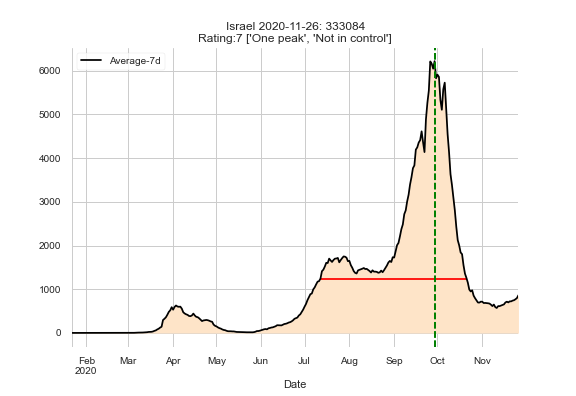 Israel 2020-11-26: 333084
Rating:7 ['One peak', 'Not in control']
Average-7d
6000
5000
4000
3000
2000
1000
0
Feb Mar Apr May Jun Jul Aug Sep Oct Nov
2020
Date